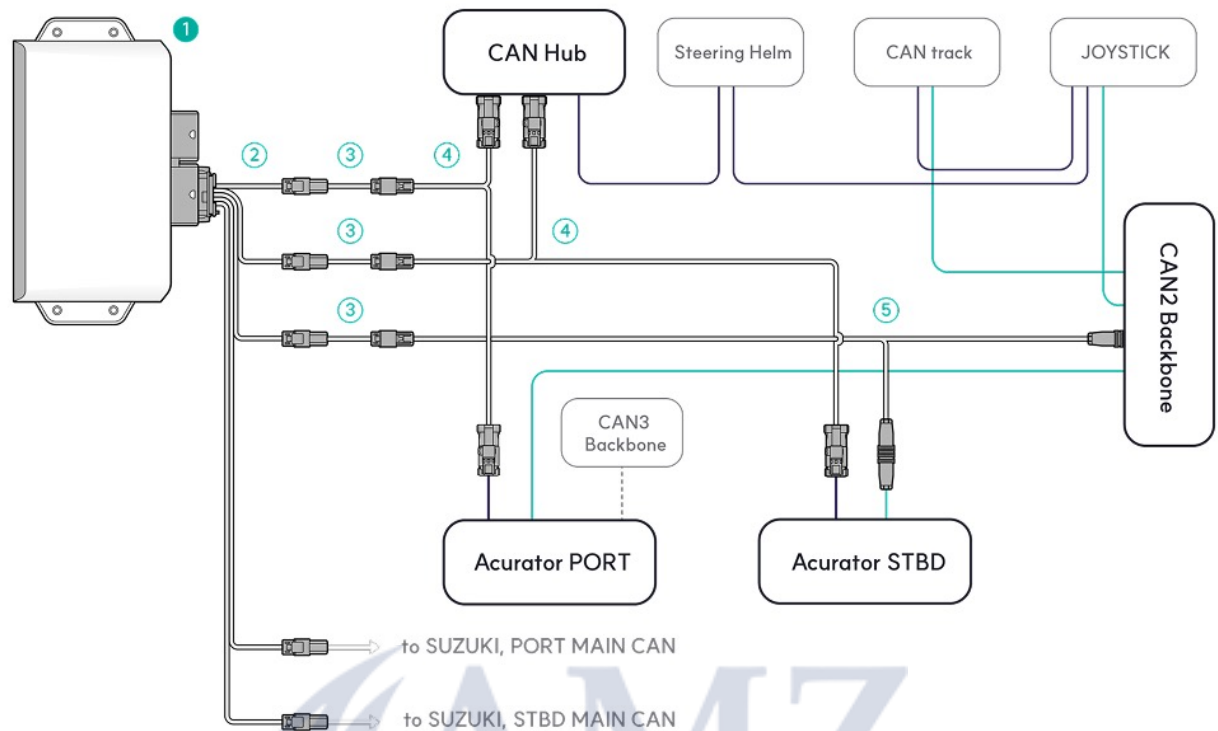 1
CAN Hub
Steering Helm
CAN track
JOYSTICK
2
3
4
3
4
3
5
CAN2 Backbone
CAN3
Backbone
Acurator PORT
Acurator STBD
to SUZUKI, PORT MAIN CAN
AMZ
to SUZUKI, STBD MAIN CAN